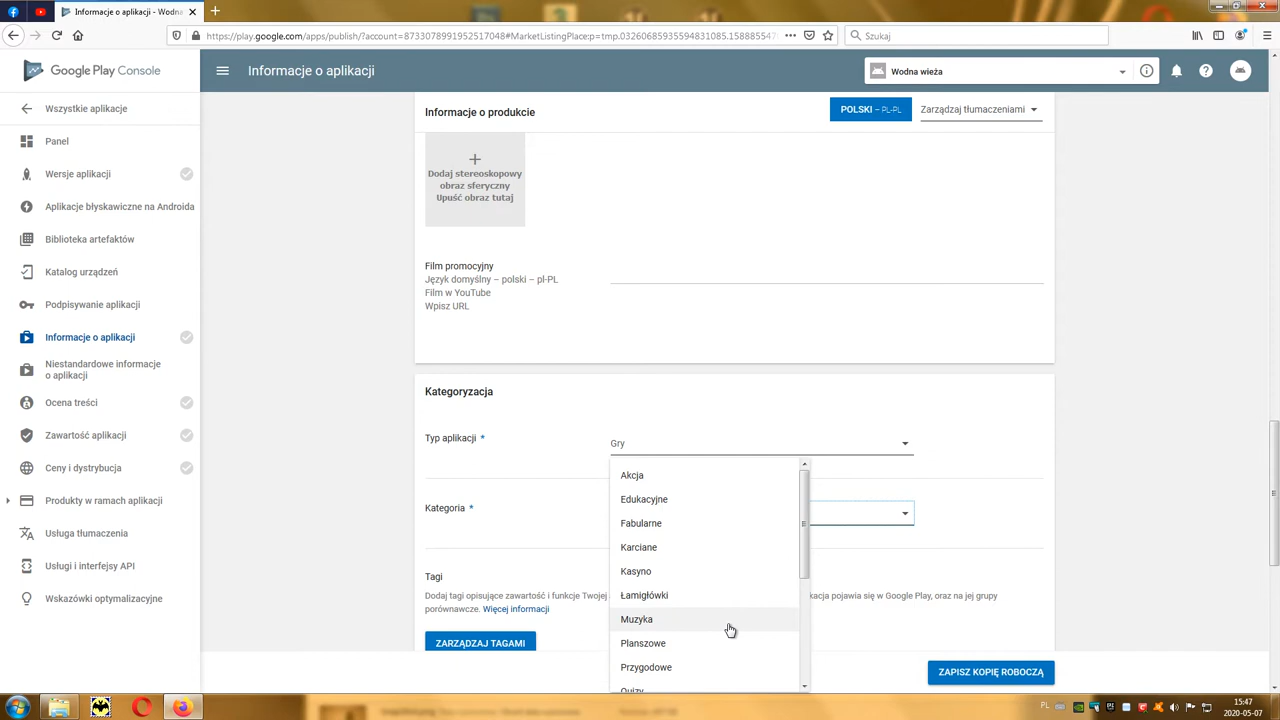 Informacje o aplikacji - Wodna
https://play.google.com/apps/publish/?account=8733078991952517048#MarketListingPlace:p=tmp.03260685935594831085.158885547
Szukaj
Google Play Console
Informacje o aplikacji
Wodna wieża
Wszystkie aplikacje
Panel
Wersje aplikacji
Aplikacje błyskawiczne na Androida
Biblioteka artefaktów
Katalog urządzeń
Podpisywanie aplikacji
Informacje o aplikacji
Niestandardowe informacje
o aplikacji
Ocena treści
Zawartość aplikacji
Ceny i dystrybucja
Produkty w ramach aplikacji
Usługa tłumaczenia
Usługi i interfejsy API
Wskazówki optymalizacyjne
Informacje o produkcie
POLSKI – PL-PL
Zarządzaj tłumaczeniami
Dodaj stereoskopowy
obraz sferyczny
Upuść obraz tutaj
Film promocyjny
Język domyślny – polski – pl-PL
Film w YouTube
Wpisz URL
Kategoryzacja
Typ aplikacji *
Gry
Kategoria *
Akcja
Edukacyjne
Fabularne
Karciane
Kasyno
Łamigłówki
Muzyka
Planszowe
Przygodowe
Quizy
Tagi
Dodaj tagi opisujące zawartość i funkcje Twojej
kacja pojawia się w Google Play, oraz na jej grupy
porównawcze. Więcej informacji
ZARZĄDZAJ TAGAMI
ZAPISZ KOPIĘ ROBOCZĄ
PL
15:47
2020-05-07